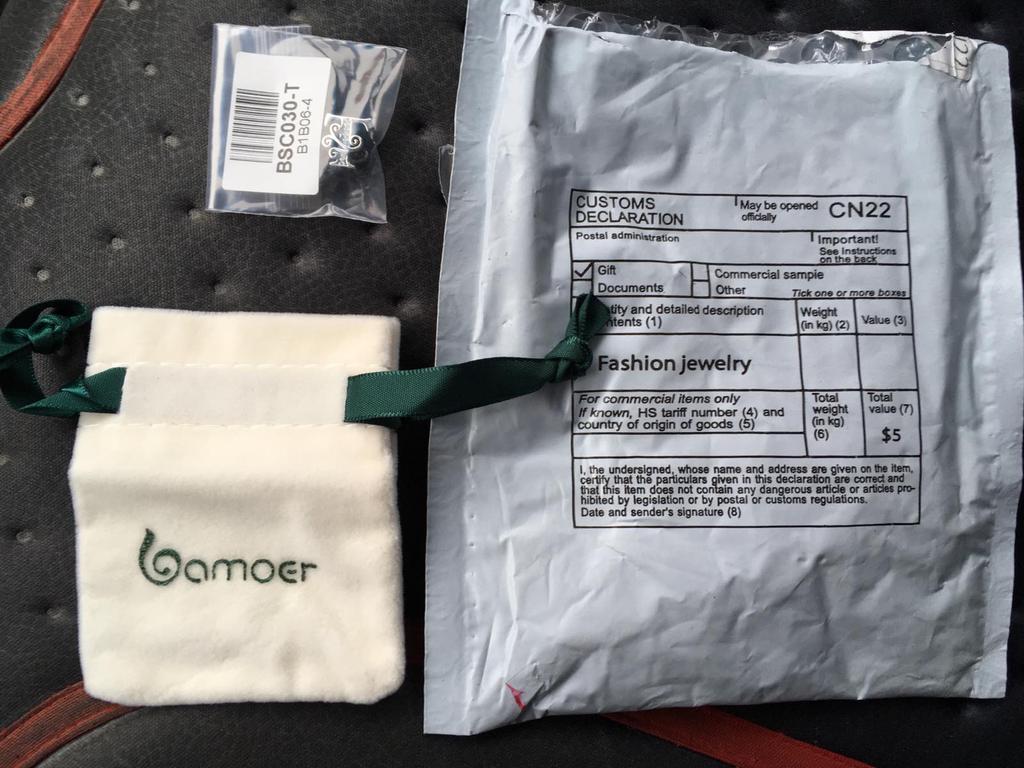 BSC030-T
B1B06-4
bamoer
CUSTOMS
DECLARATION
May be opened
officially
CN22
Postal administration
Important!
See Instructions
on the back
Gift
Commercial sample
Documents
Other
Tick one or more boxes
tity and detailed description
ntents (1)
Weight
(in kg) (2)
Value (3)
Fashion jewelry
For commercial items only
If known, HS tariff number (4) and
country of origin of goods (5)
Total
weight
(in kg)
(6)
Total
value (7)
$5
I, the undersigned, whose name and address are given on the item,
certify that the particulars given in this declaration are correct and
that this item does not contain any dangerous article or articles pro-
hibited by legislation or by postal or customs regulations.
Date and sender's signature (8)